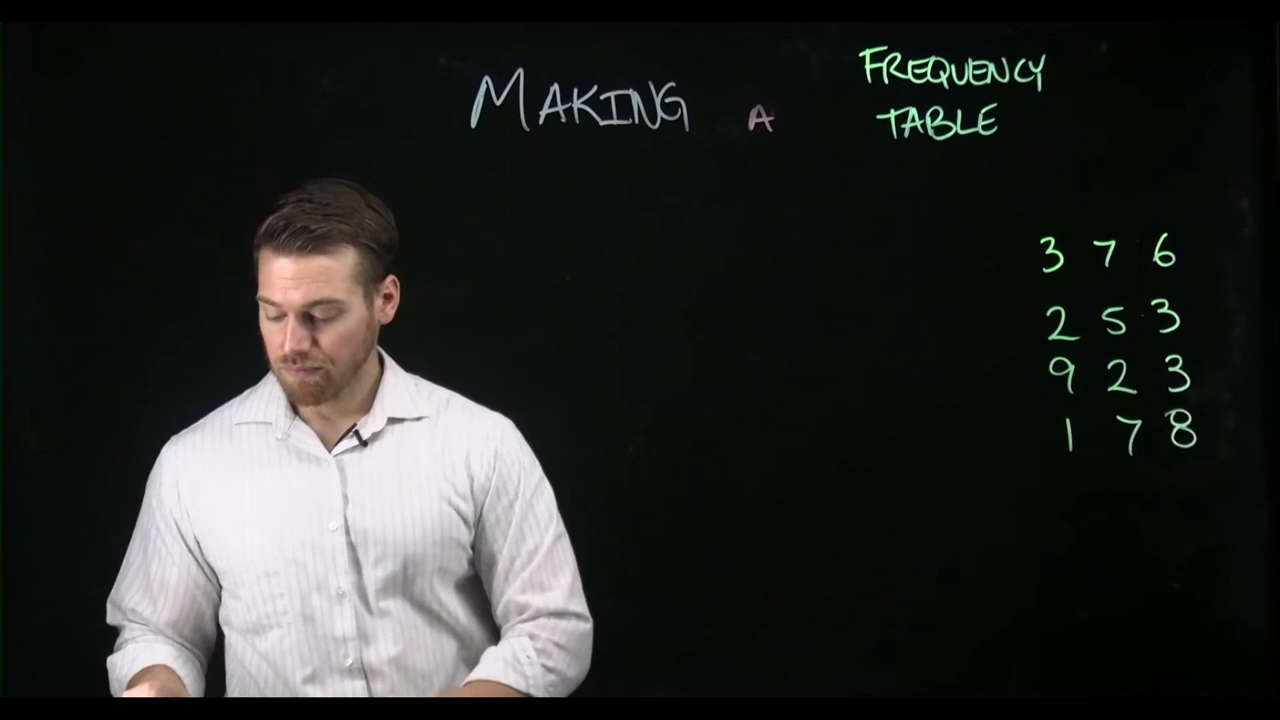 MAKING A FREQUENCY TABLE
3 7 6
2 5 3
9 2 3
1 7 8